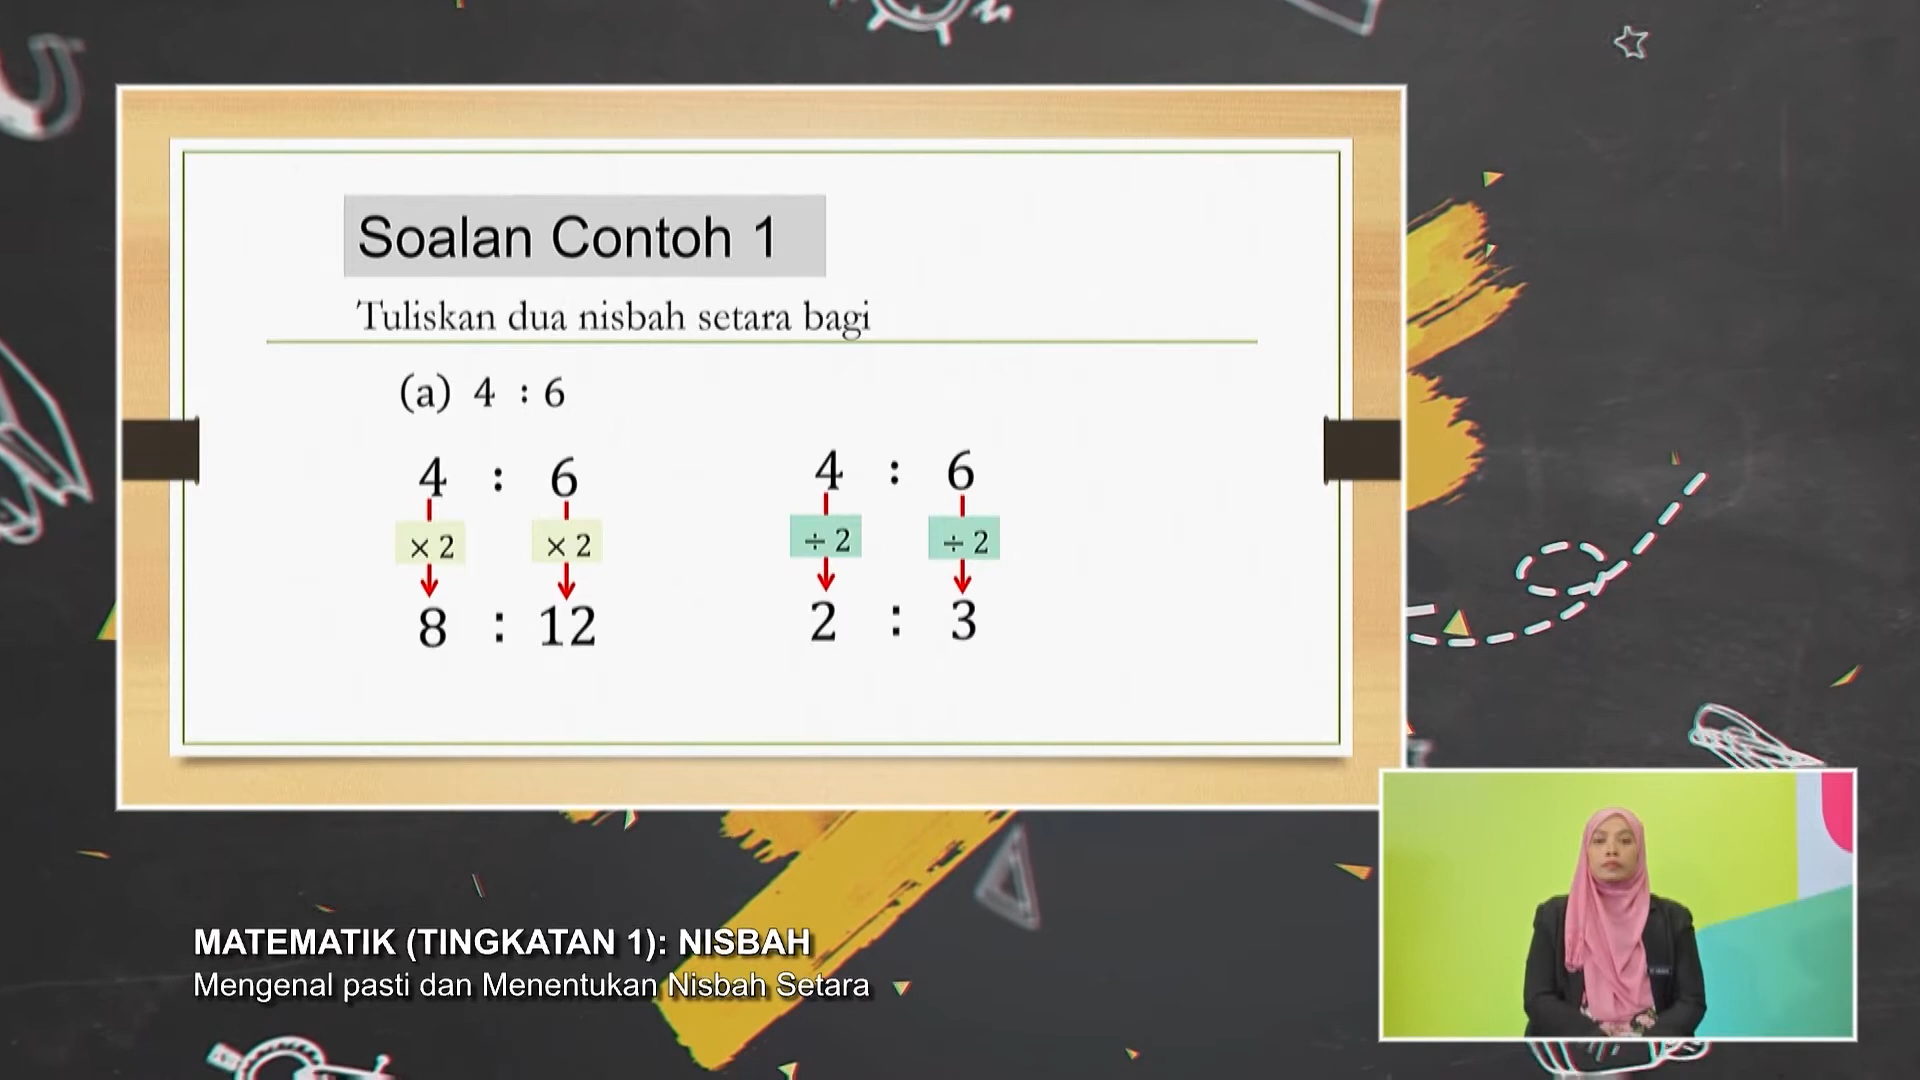 Soalan Contoh 1
Tuliskan dua nisbah setara bagi
(a) 4 : 6
4 : 6
× 2 × 2
8 : 12
4 : 6
÷ 2 ÷ 2
2 : 3
MATEMATIK (TINGKATAN 1): NISBAH
Mengenal pasti dan Menentukan Nisbah Setara